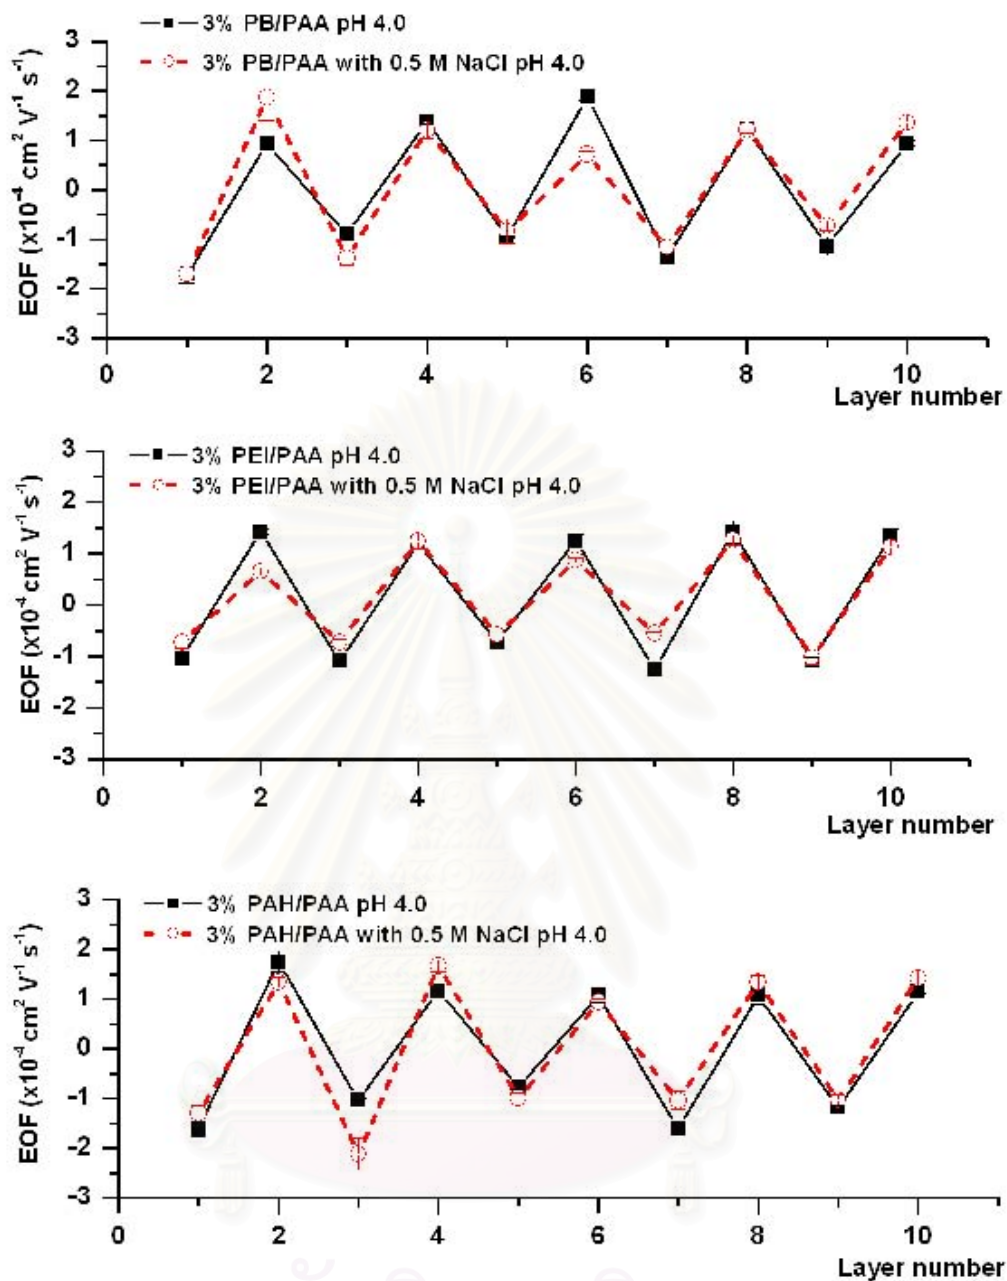 3% PB/PAA pH 4.0
3% PB/PAA with 0.5 M NaCl pH 4.0
EOF (x10⁻⁴ cm² V⁻¹ s⁻¹)
3
2
1
0
-1
-2
-3
0 2 4 6 8 10
Layer number
3% PEI/PAA pH 4.0
3% PEI/PAA with 0.5 M NaCl pH 4.0
EOF (x10⁻⁴ cm² V⁻¹ s⁻¹)
3
2
1
0
-1
-2
-3
0 2 4 6 8 10
Layer number
3% PAH/PAA pH 4.0
3% PAH/PAA with 0.5 M NaCl pH 4.0
EOF (x10⁻⁴ cm² V⁻¹ s⁻¹)
3
2
1
0
-1
-2
-3
0 2 4 6 8 10
Layer number